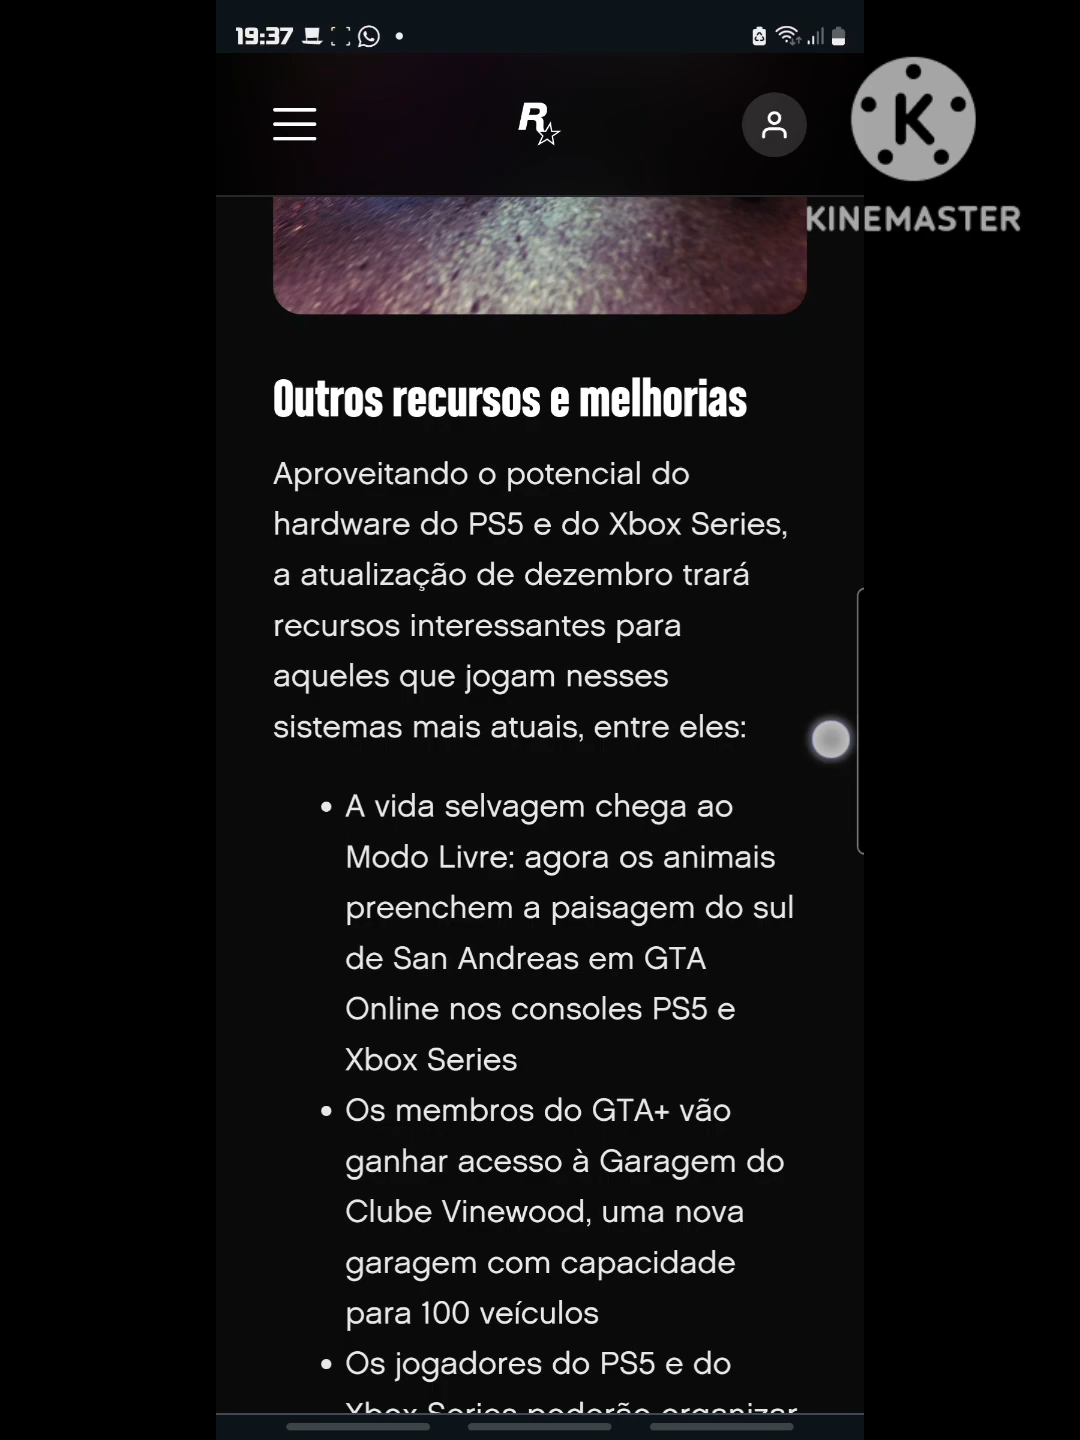 19:37
R
K
KINEMASTER
Outros recursos e melhorias
Aproveitando o potencial do
hardware do PS5 e do Xbox Series,
a atualização de dezembro trará
recursos interessantes para
aqueles que jogam nesses
sistemas mais atuais, entre eles:
• A vida selvagem chega ao
Modo Livre: agora os animais
preenchem a paisagem do sul
de San Andreas em GTA
Online nos consoles PS5 e
Xbox Series
• Os membros do GTA+ vão
ganhar acesso à Garagem do
Clube Vinewood, uma nova
garagem com capacidade
para 100 veículos
• Os jogadores do PS5 e do
Xbox Series poderão organizar